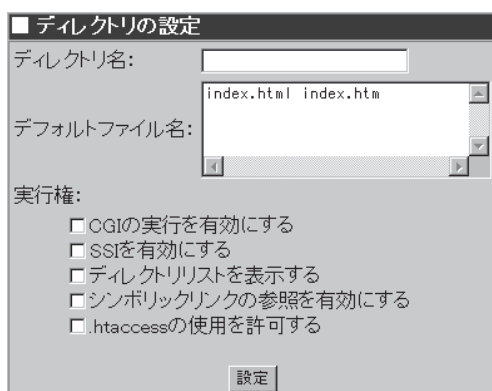 ■ ディレクトリの設定
ディレクトリ名:
index.html index.htm
デフォルトファイル名:
実行権:
CGIの実行を有効にする
SSIを有効にする
ディレクトリリストを表示する
シンボリックリンクの参照を有効にする
.htaccessの使用を許可する
設定